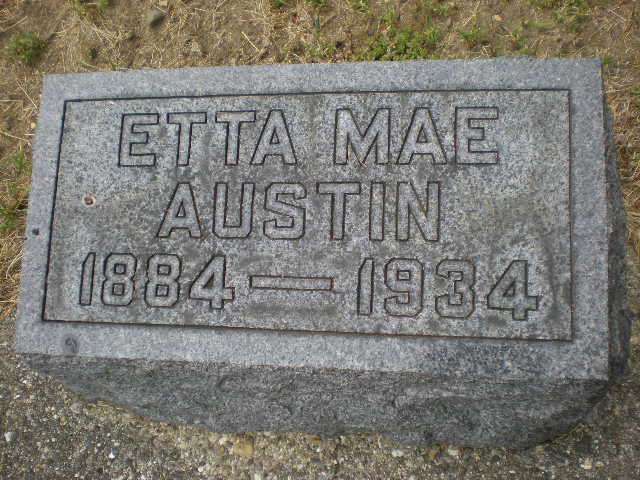 ETTA MAE
AUSTIN
1884 — 1934